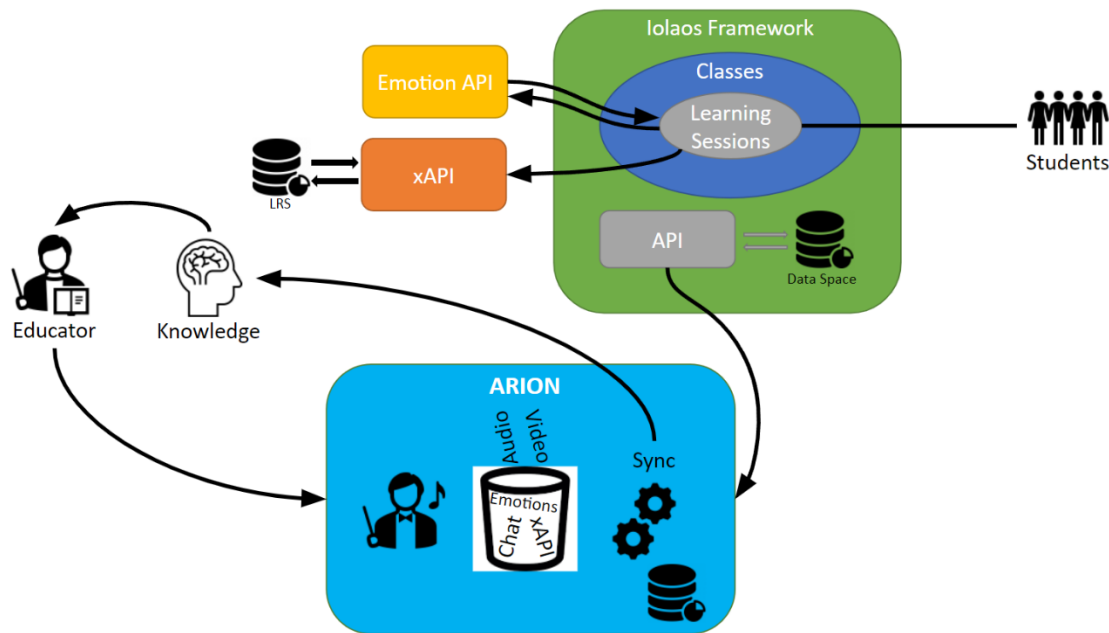 Iolaos Framework
Emotion API
Classes
Learning
Sessions
Students
xAPI
LRS
API
Data Space
Educator
Knowledge
ARION
Audio
Video
Sync
Emotions
Chat
xAPI